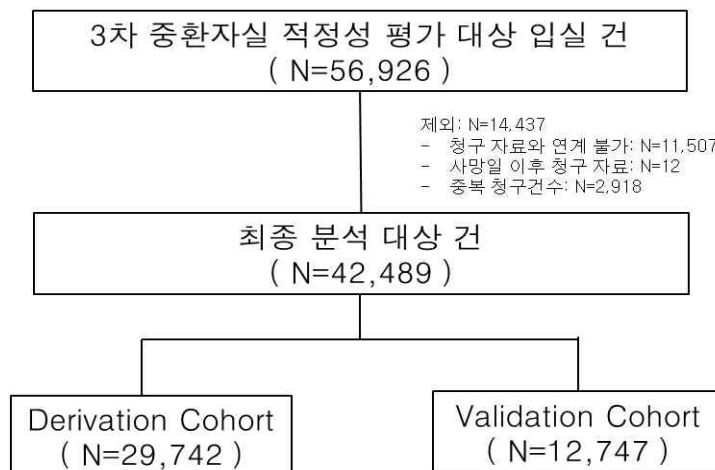 3차 중환자실 적정성 평가 대상 입실 건
( N=56,926 )
제외: N=14,437
- 청구 자료와 연계 불가: N=11,507
- 사망일 이후 청구 자료: N=12
- 중복 청구건수: N=2,918
최종 분석 대상 건
( N=42,489 )
Derivation Cohort
( N=29,742 )
Validation Cohort
( N=12,747 )